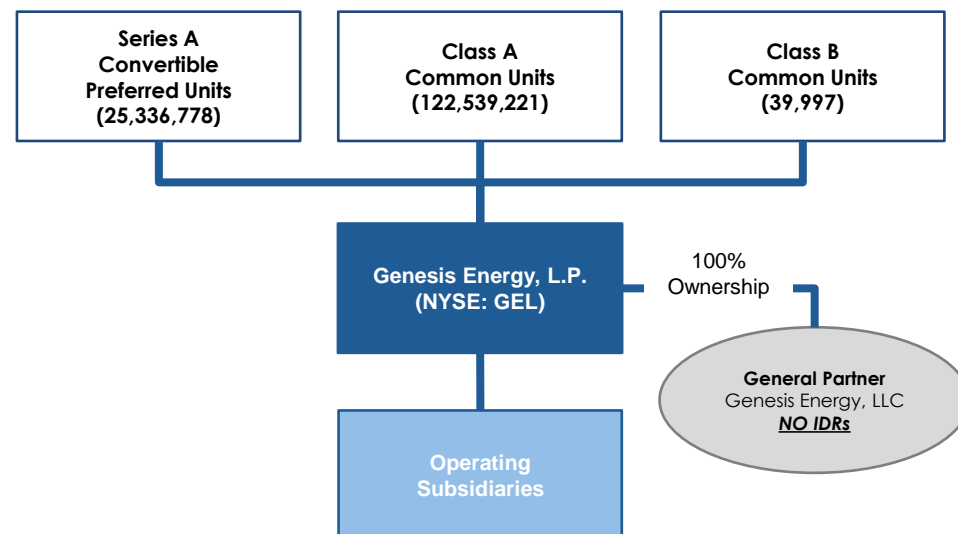 Series A
Convertible
Preferred Units
(25,336,778)
Class A
Common Units
(122,539,221)
Class B
Common Units
(39,997)
Genesis Energy, L.P.
(NYSE: GEL)
100%
Ownership
General Partner
Genesis Energy, LLC
NO IDRs
Operating
Subsidiaries